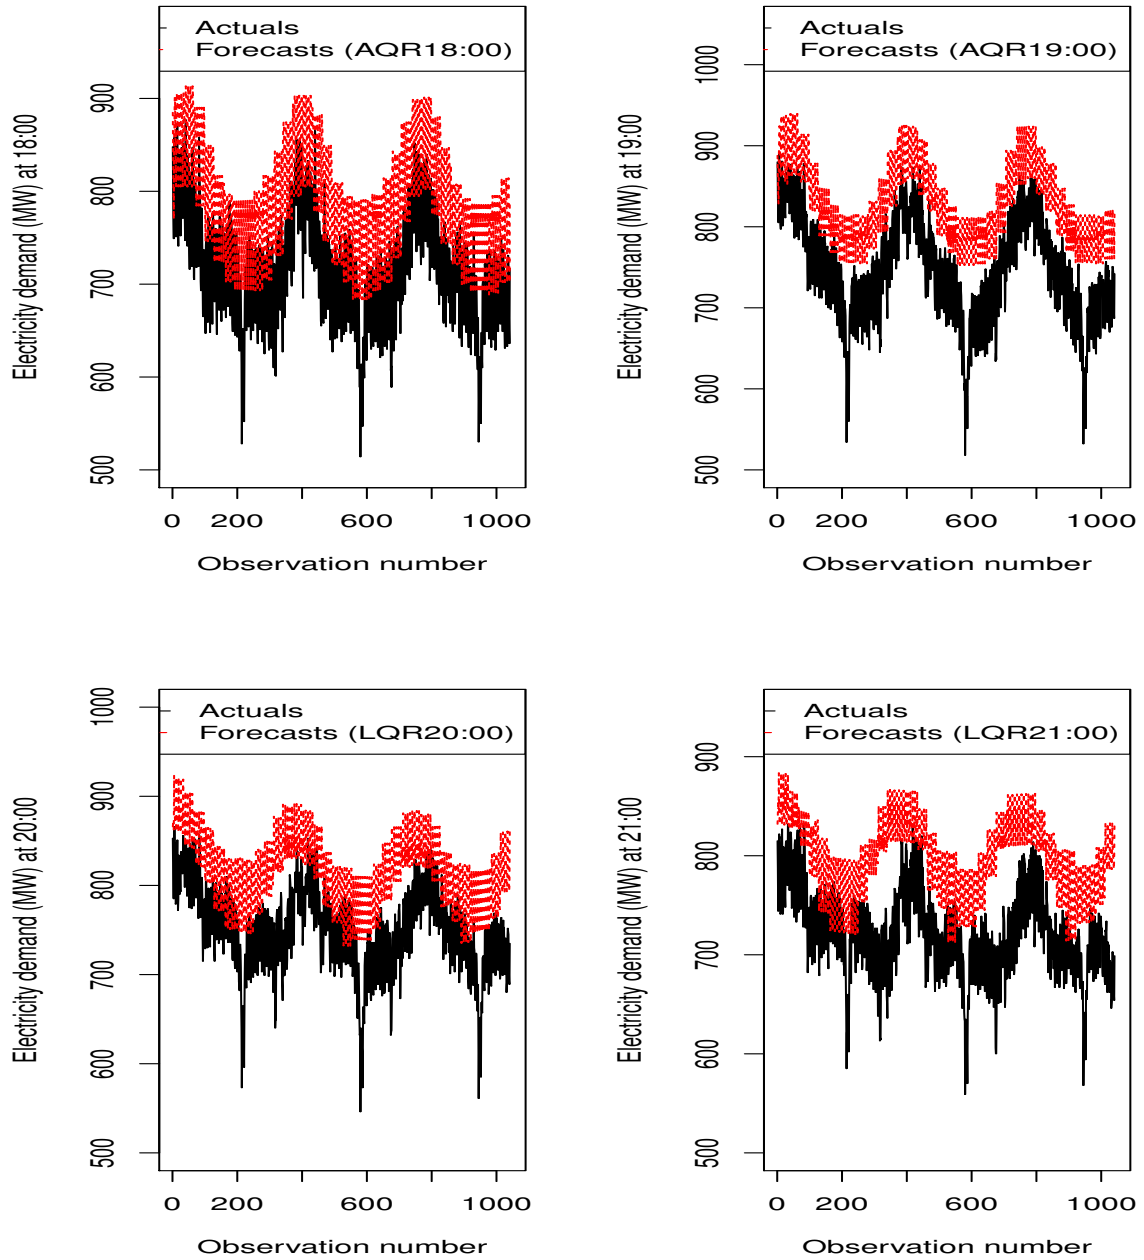 Actuals
Forecasts (AQR18:00)
Electricity demand (MW) at 18:00
900
800
700
600
500
0 200 600 1000
Observation number
Actuals
Forecasts (AQR19:00)
Electricity demand (MW) at 19:00
1000
900
800
700
600
500
0 200 600 1000
Observation number
Actuals
Forecasts (LQR20:00)
Electricity demand (MW) at 20:00
1000
900
800
700
600
500
0 200 600 1000
Observation number
Actuals
Forecasts (LQR21:00)
Electricity demand (MW) at 21:00
900
800
700
600
500
0 200 600 1000
Observation number